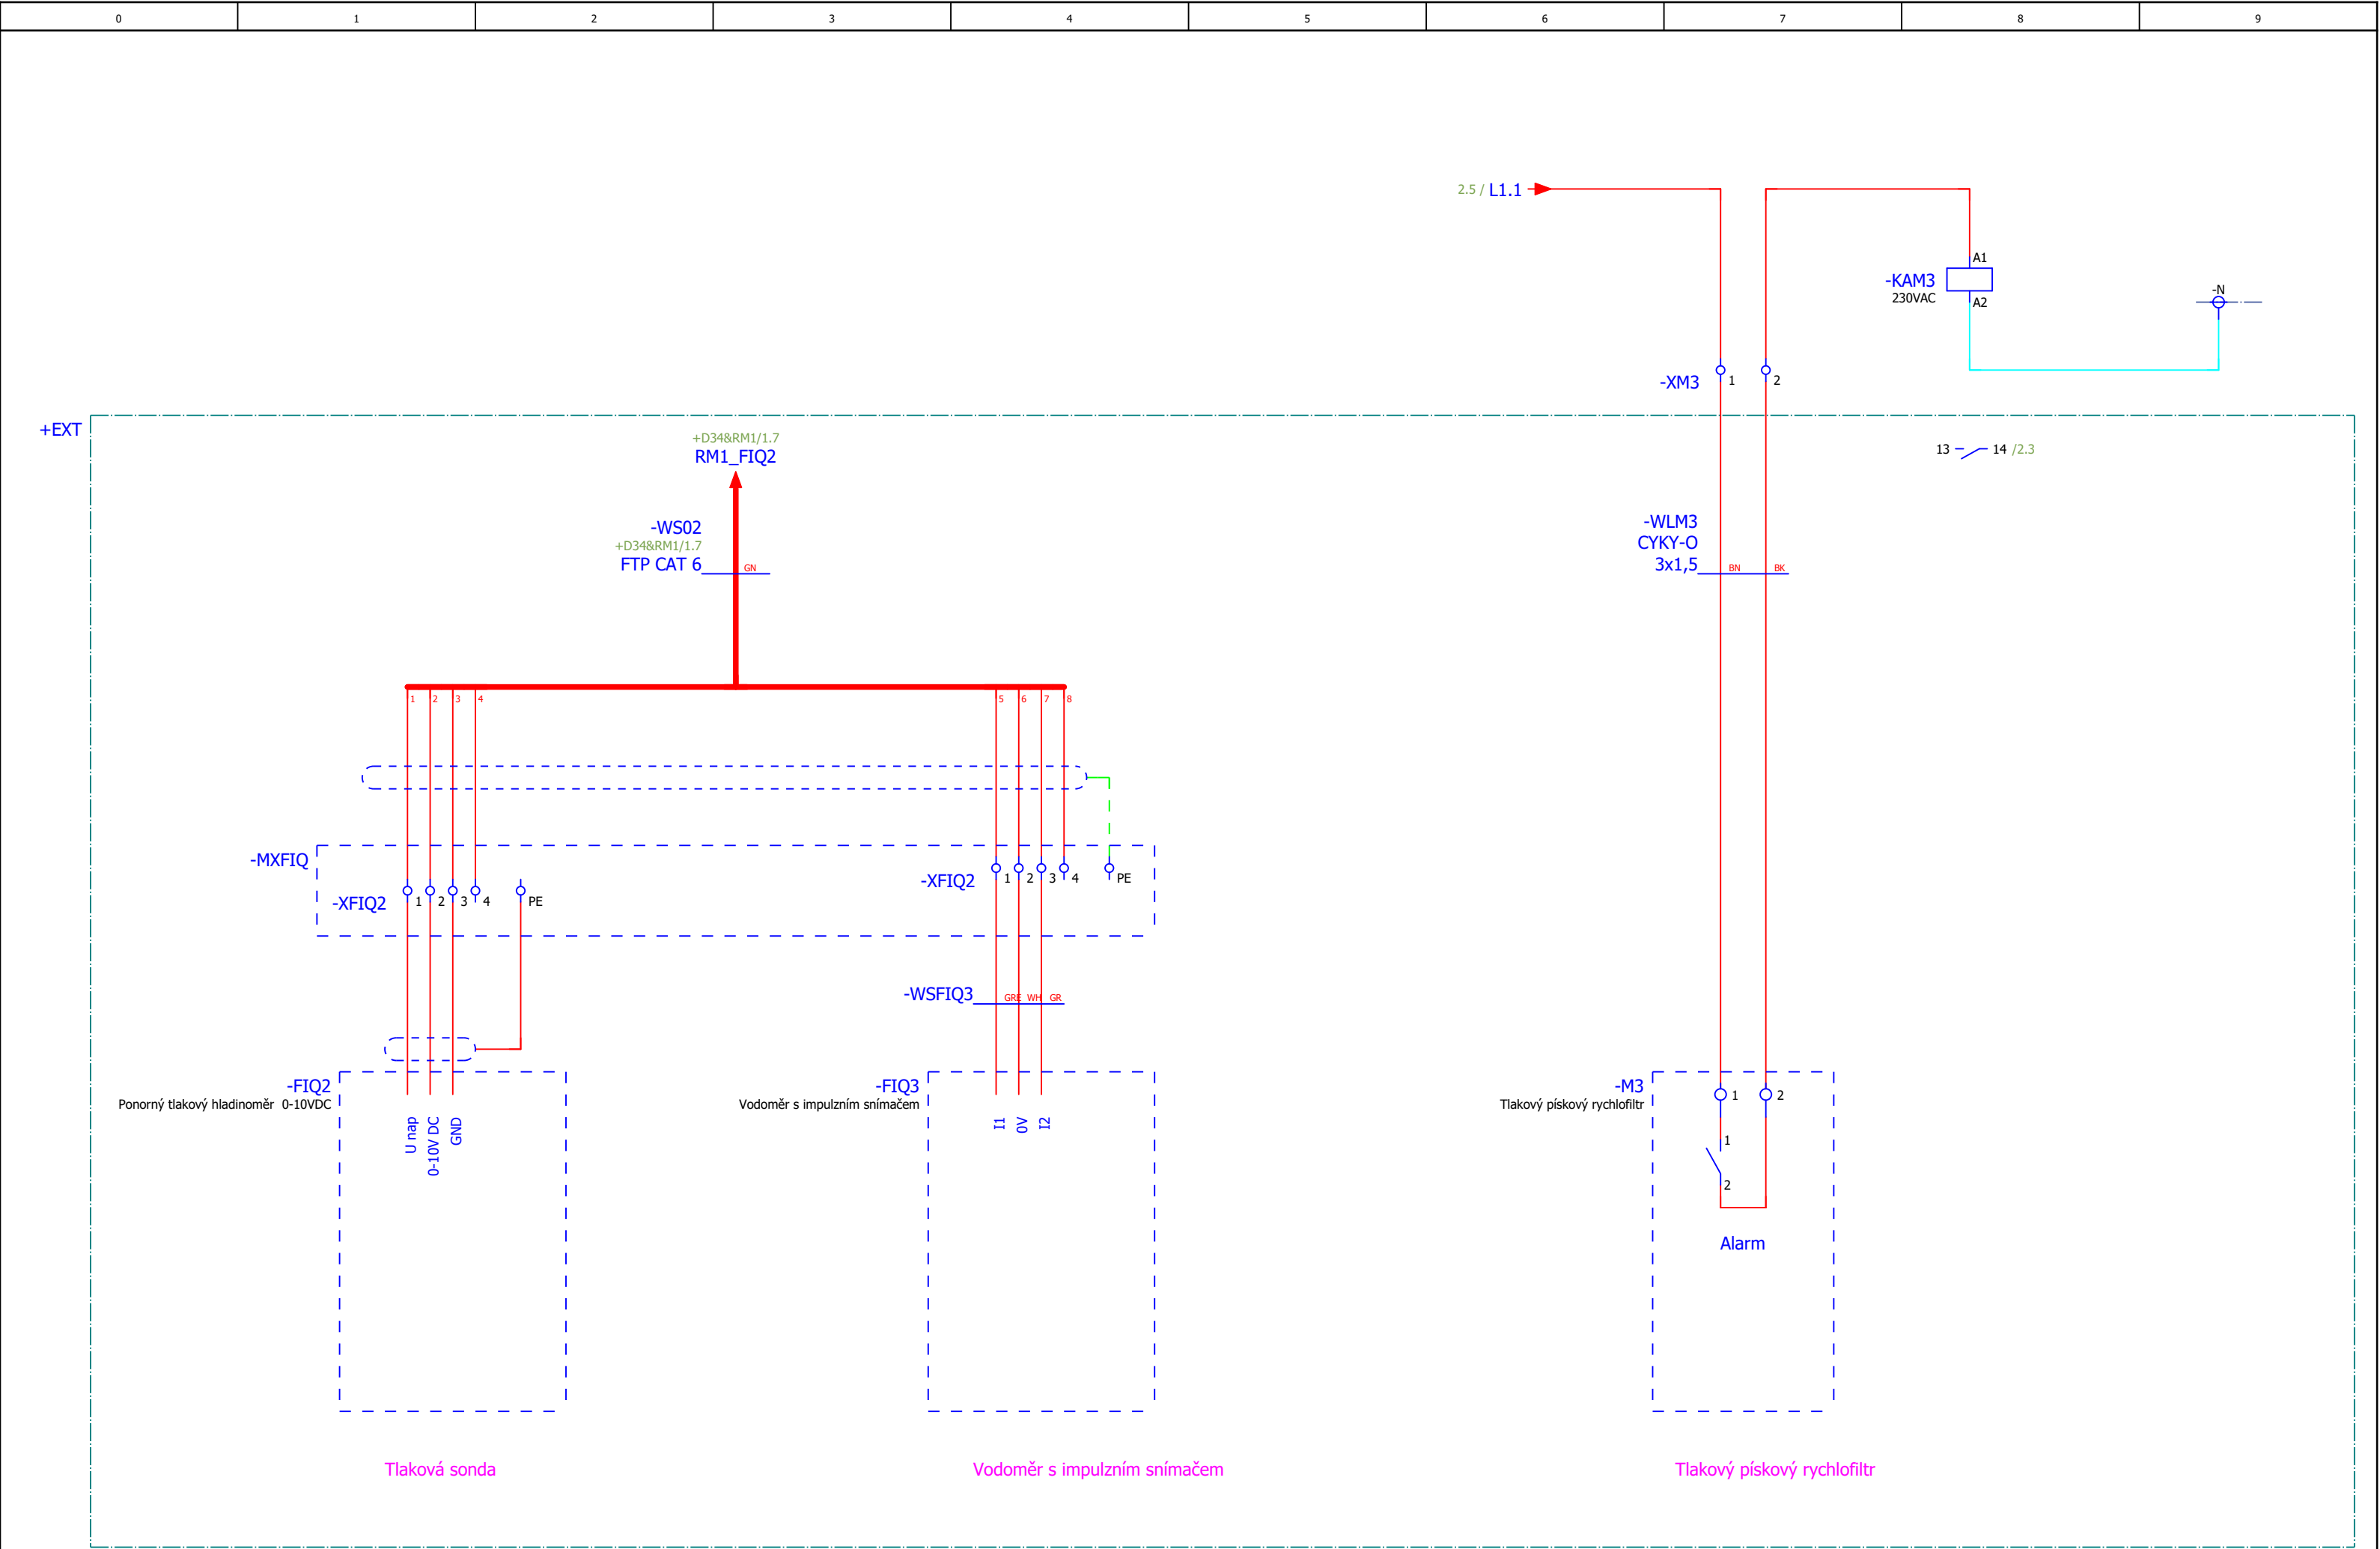 0 1 2 3 4 5 6 7 8 9
2.5 / L1.1
A1
-KAM3
230VAC
A2
-N
-XM3 1 2
+EXT
+D34&RM1/1.7
RM1_FIQ2
13 14 /2.3
-WS02
+D34&RM1/1.7
FTP CAT 6 GN
-WLM3
CYKY-O
3x1,5 BN BK
1 2 3 4 5 6 7 8
-MXFIQ
-XFIQ2 1 2 3 4 PE
-XFIQ2 1 2 3 4 PE
-WSFIQ3 GRE WH GR
-FIQ2
Ponorný tlakový hladinoměr 0-10VDC
U nap
0-10V DC
GND
-FIQ3
Vodoměr s impulzním snímačem
I1
0V
I2
-M3
Tlakový pískový rychlofiltr
1 2
1
2
Alarm
Tlaková sonda
Vodoměr s impulzním snímačem
Tlakový pískový rychlofiltr